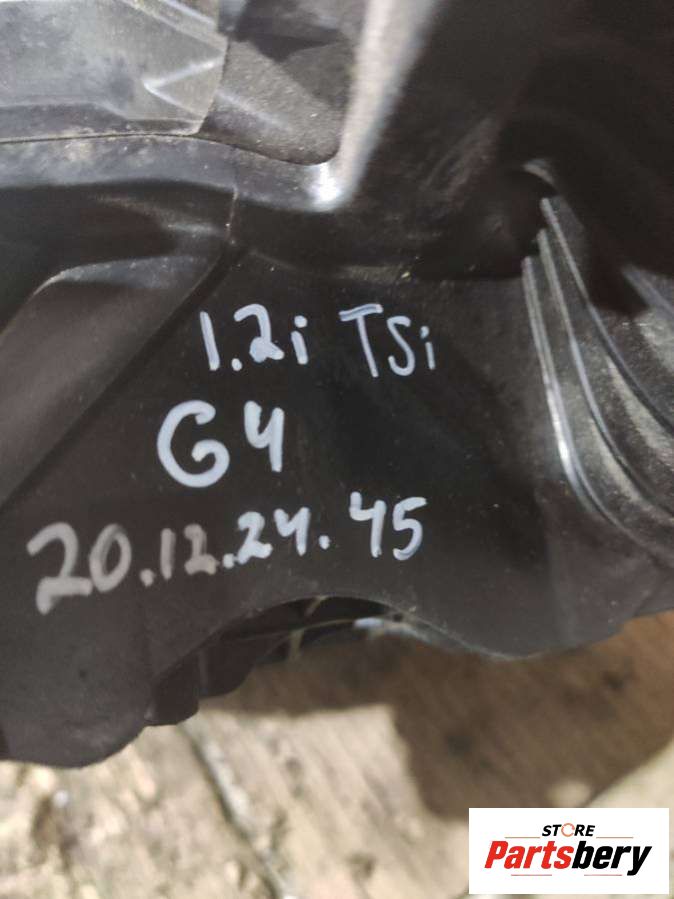 1.2i TSi
G4
20.12.24.45
STORE
Partsbery